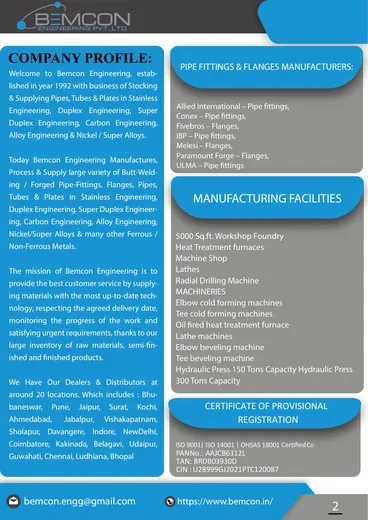 BEMCON
ENGINEERING PVT. LTD.
COMPANY PROFILE:
Welcome to Bemcon Engineering, estab-
lished in year 1992 with business of Stocking
& Supplying Pipes, Tubes & Plates in Stainless
Engineering, Duplex Engineering, Super
Duplex Engineering, Carbon Engineering,
Alloy Engineering & Nickel / Super Alloys.
Today Bemcon Engineering Manufactures,
Process & Supply large variety of Butt-Weld-
ing / Forged Pipe-Fittings, Flanges, Pipes,
Tubes & Plates in Stainless Engineering,
Duplex Engineering, Super Duplex Engineer-
ing, Carbon Engineering, Alloy Engineering,
Nickel/Super Alloys & many other Ferrous /
Non-Ferrous Metals.
The mission of Bemcon Engineering is to
provide the best customer service by supply-
ing materials with the most up-to-date tech-
nology, respecting the agreed delivery date,
monitoring the progress of the work and
satisfying urgent requirements, thanks to our
large inventory of raw materials, semi-fin-
ished and finished products.
We Have Our Dealers & Distributors at
around 20 locations. Which includes : Bhu-
baneswar, Pune, Jaipur, Surat, Kochi,
Ahmedabad, Jabalpur, Vishakapatnam,
Sholapur, Davangere, Indore, NewDelhi,
Coimbatore, Kakinada, Belagavi, Udaipur,
Guwahati, Chennai, Ludhiana, Bhopal
PIPE FITTINGS & FLANGES MANUFACTURERS:
Allied International – Pipe fittings,
Conex – Pipe fittings,
Fivebros – Flanges,
IBP – Pipe fittings,
Melesi – Flanges,
Paramount Forge – Flanges,
ULMA – Pipe fittings
MANUFACTURING FACILITIES
5000 Sq.ft. Workshop Foundry
Heat Treatment furnaces
Machine Shop
Lathes
Radial Drilling Machine
MACHINERIES
Elbow cold forming machines
Tee cold forming machines
Oil fired heat treatment furnace
Lathe machines
Elbow beveling machine
Tee beveling machine
Hydraulic Press 150 Tons Capacity Hydraulic Press
300 Tons Capacity
CERTIFICATE OF PROVISIONAL
REGISTRATION
ISO 9001| ISO 14001 | OHSAS 18001 Certified Co
PANNo.: AAJCB6312L
TAN: BRDB03930D
CIN : U28999GJ2021PTC120087
bemcon.engg@gmail.com
https://www.bemcon.in/
2